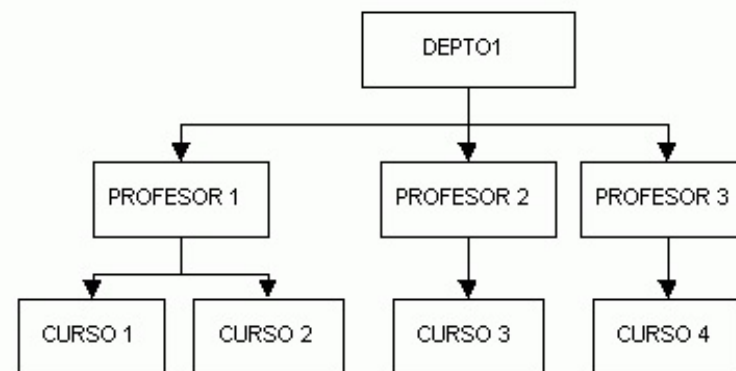 DEPTO1
PROFESOR 1
PROFESOR 2
PROFESOR 3
CURSO 1
CURSO 2
CURSO 3
CURSO 4